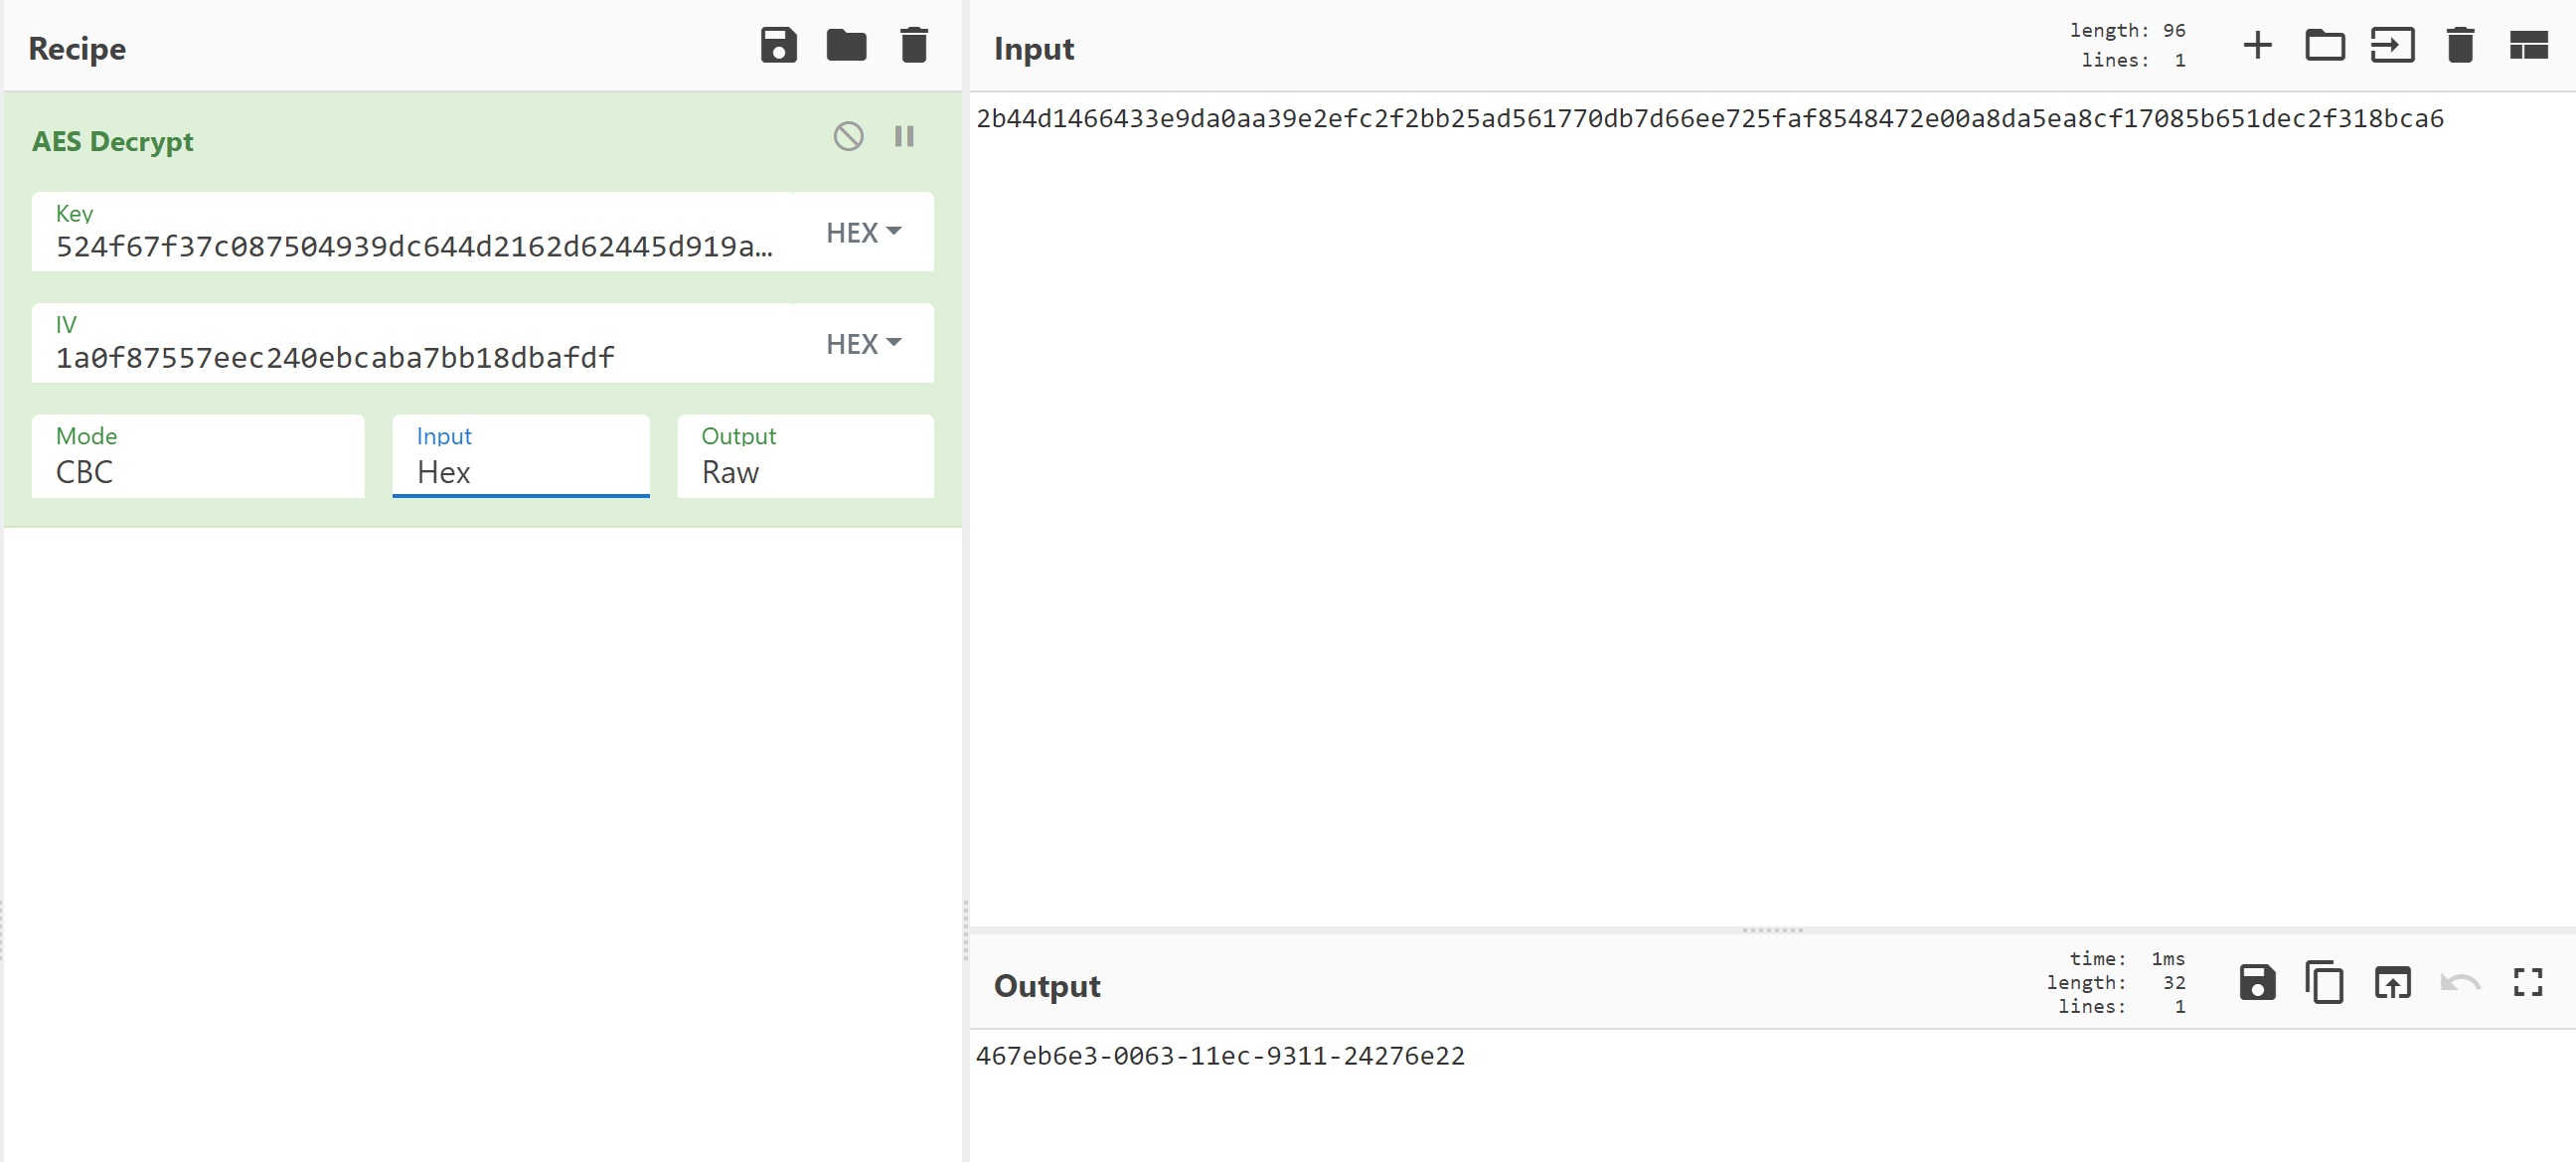 Recipe
AES Decrypt
Key
524f67f37c087504939dc644d2162d62445d919a...
HEX
IV
1a0f87557eec240ebcaba7bb18dbafdf
HEX
Mode
CBC
Input
Hex
Output
Raw
Input
length: 96
lines: 1
2b44d1466433e9da0aa39e2efc2f2bb25ad561770db7d66ee725faf8548472e00a8da5ea8cf17085b651dec2f318bca6
Output
time: 1ms
length: 32
lines: 1
467eb6e3-0063-11ec-9311-24276e22